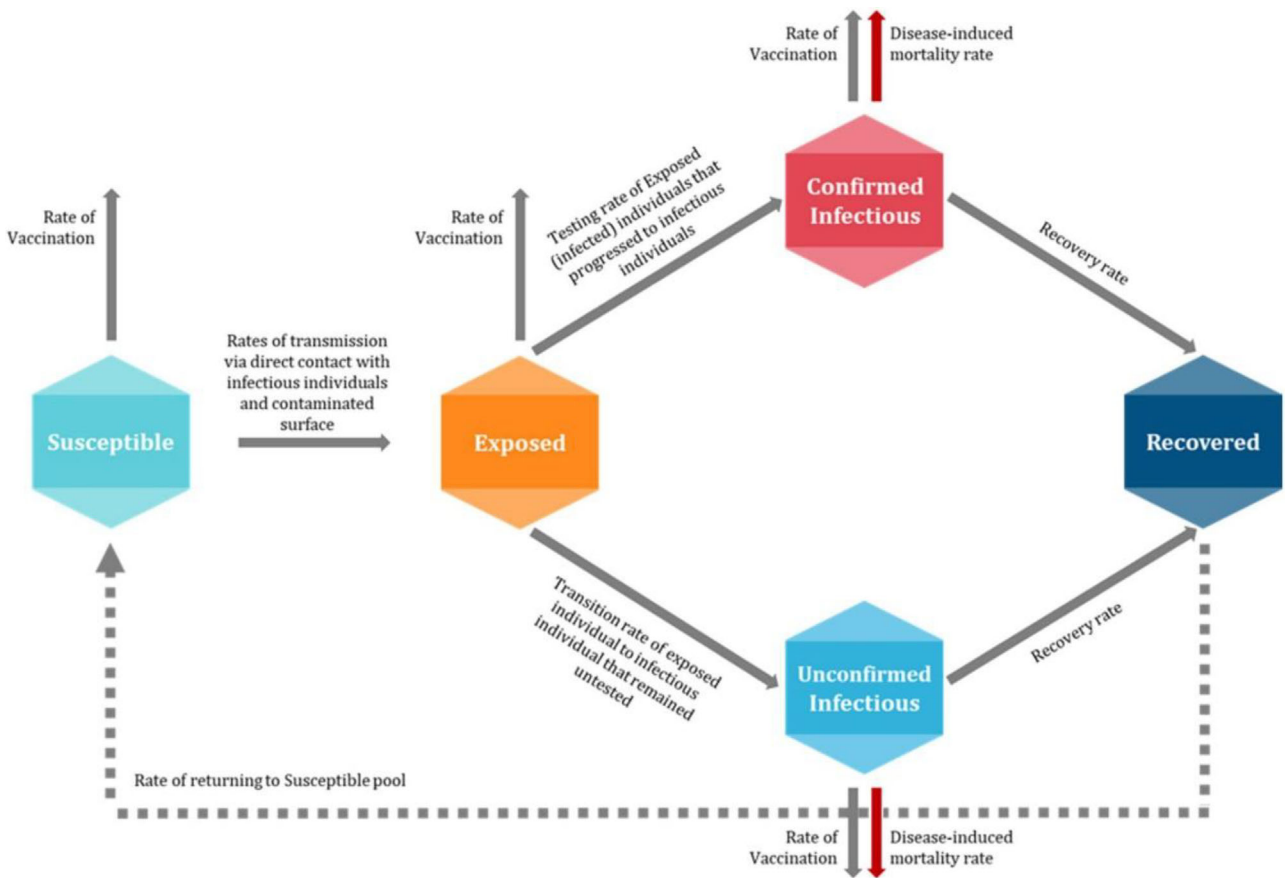 Rate of
Vaccination
Disease-induced
mortality rate
Confirmed
Infectious
Testing rate of Exposed
(infected) individuals that
progressed to infectious
individuals
Rate of
Vaccination
Rate of
Vaccination
Recovery rate
Rates of transmission
via direct contact with
infectious individuals
and contaminated
surface
Susceptible
Exposed
Recovered
Transition rate of exposed
individual to infectious
individual that remained
untested
Unconfirmed
Infectious
Recovery rate
Rate of returning to Susceptible pool
Rate of
Vaccination
Disease-induced
mortality rate